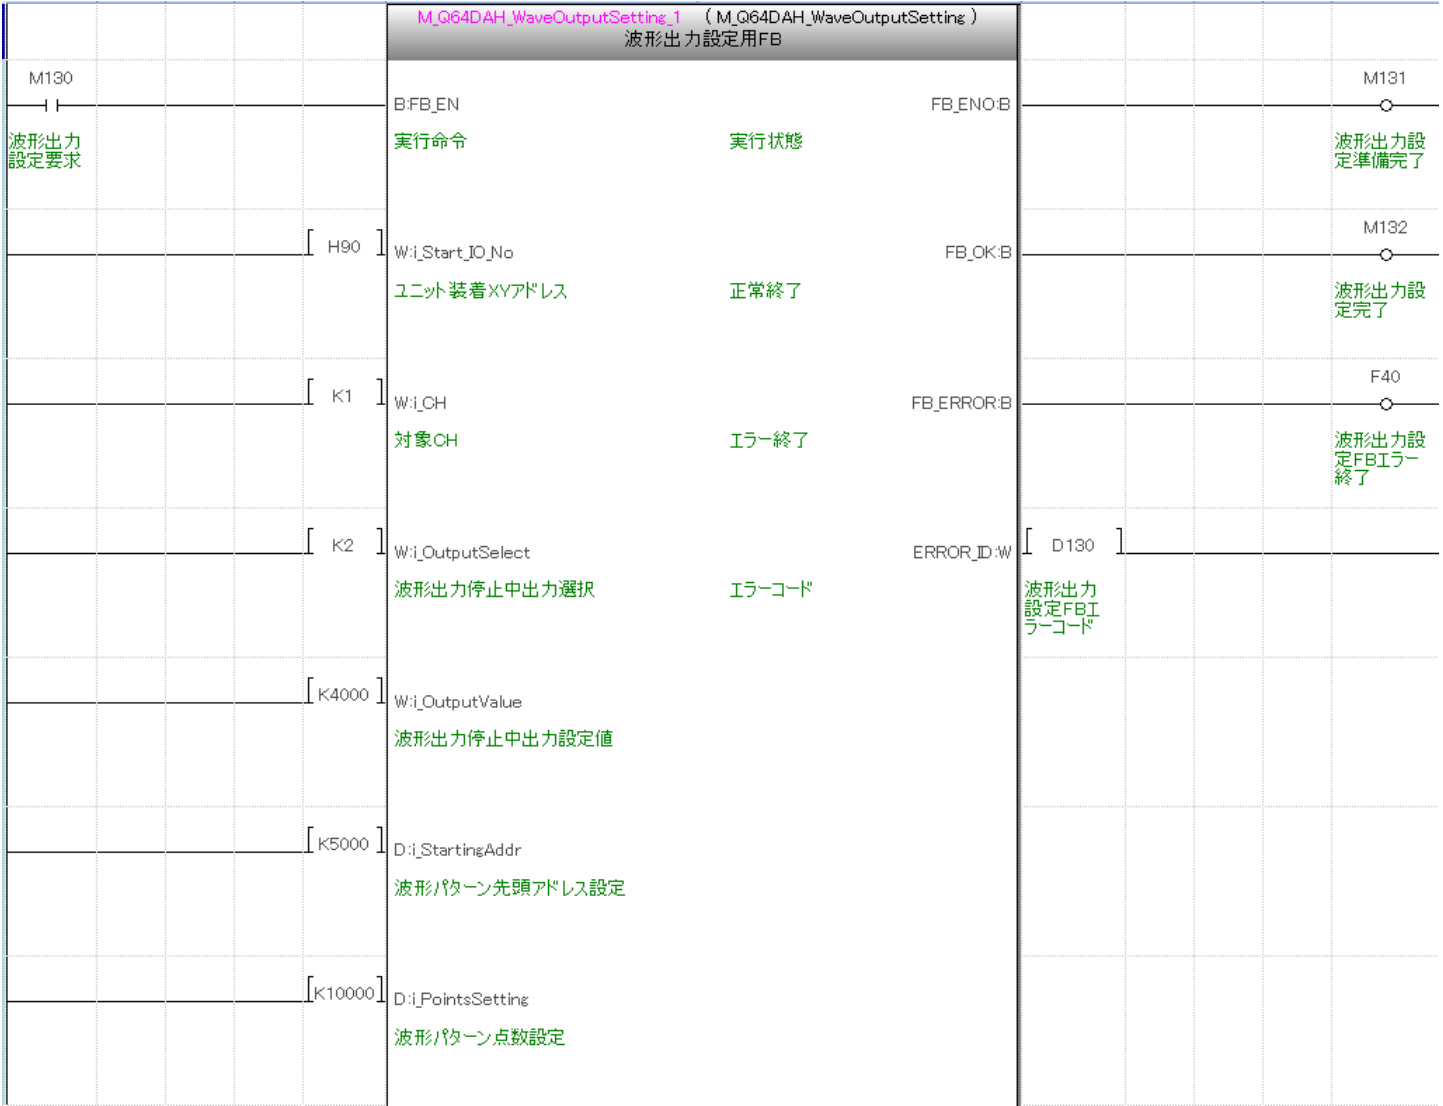 M_Q64DAH_WaveOutputSetting_1 (M_Q64DAH_WaveOutputSetting)
波形出力設定用FB
M130
M131
B:FB_EN
FB_ENO:B
波形出力
設定要求
実行命令
実行状態
波形出力設
定準備完了
M132
H90
W:i_Start_IO_No
FB_OK:B
ユニット装着XYアドレス
正常終了
波形出力設
定完了
F40
K1
W:i_CH
FB_ERROR:B
対象CH
エラー終了
波形出力設
定FBエラー
終了
K2
W:i_OutputSelect
ERROR_ID:W
D130
波形出力停止中出力選択
エラーコード
波形出力
設定FBエ
ラーコード
K4000
W:i_OutputValue
波形出力停止中出力設定値
K5000
D:i_StartingAddr
波形パターン先頭アドレス設定
K10000
D:i_PointsSetting
波形パターン点数設定